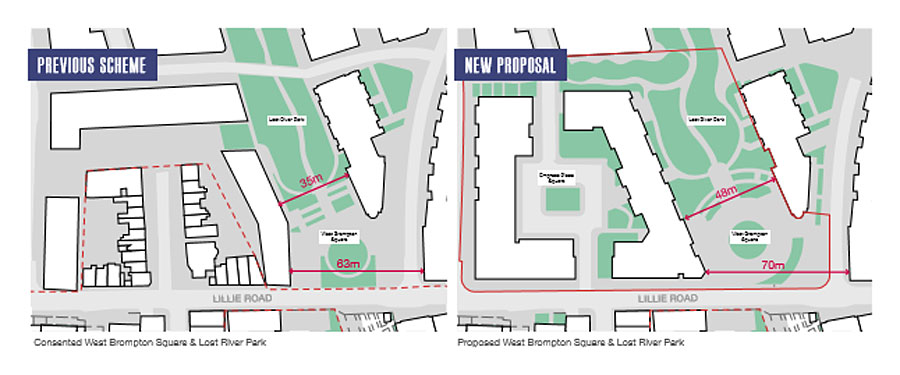 PREVIOUS SCHEME
Lost River Park
35m
West Brompton
Square
63m
LILLIE ROAD
Consented West Brompton Square & Lost River Park
NEW PROPOSAL
Lost River Park
Empress Place
Square
48m
West Brompton
Square
70m
LILLIE ROAD
Proposed West Brompton Square & Lost River Park